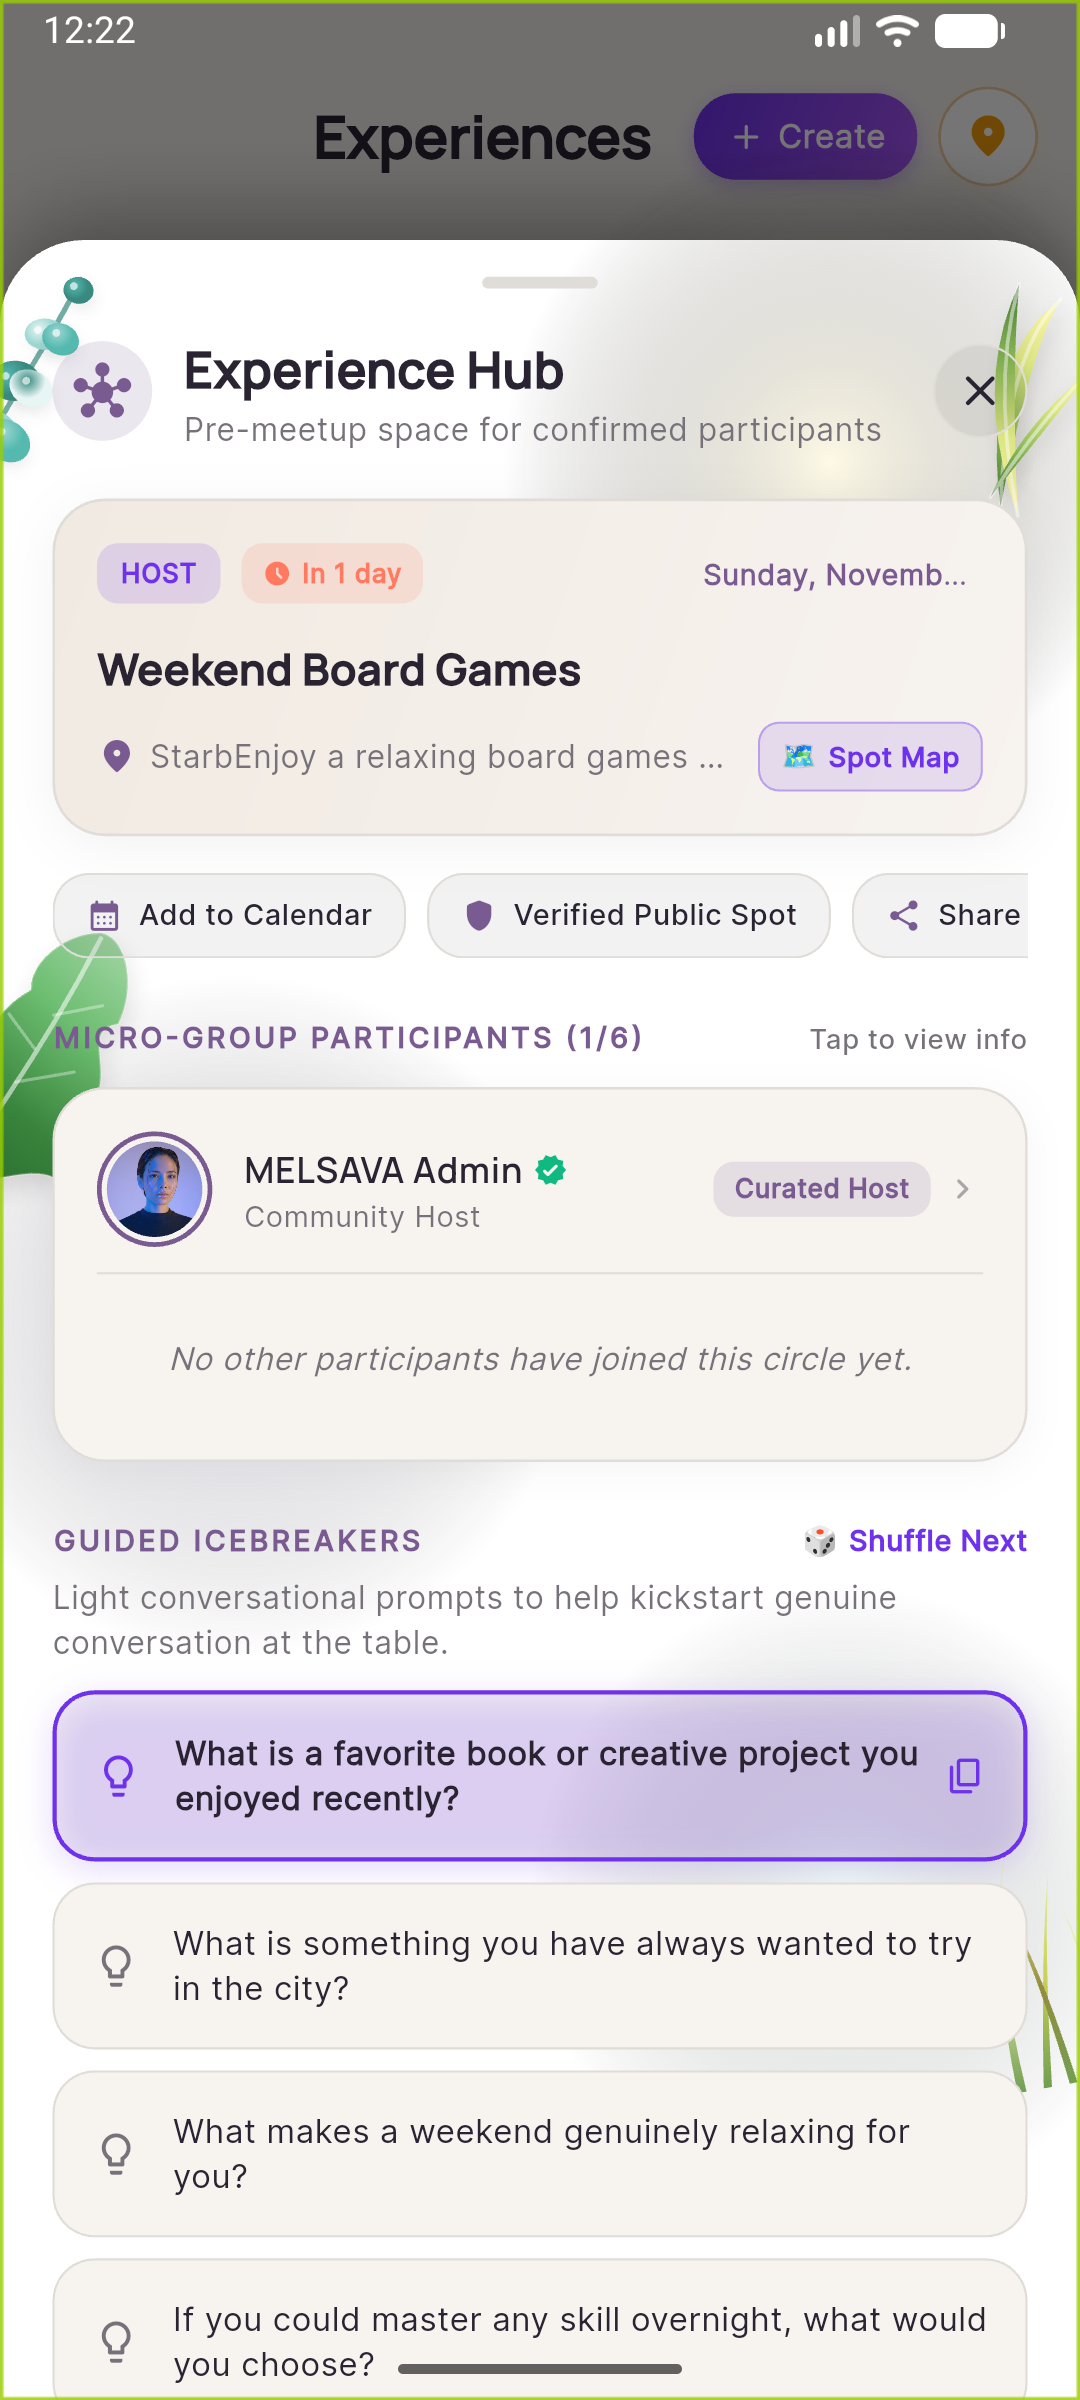 12:22
Experiences
+ Create
Experience Hub
Pre-meetup space for confirmed participants
HOST
In 1 day
Sunday, Novemb...
Weekend Board Games
StarbEnjoy a relaxing board games ...
Spot Map
Add to Calendar
Verified Public Spot
Share
MICRO-GROUP PARTICIPANTS (1/6)
Tap to view info
MELSAVA Admin
Community Host
Curated Host
No other participants have joined this circle yet.
GUIDED ICEBREAKERS
Shuffle Next
Light conversational prompts to help kickstart genuine
conversation at the table.
What is a favorite book or creative project you
enjoyed recently?
What is something you have always wanted to try
in the city?
What makes a weekend genuinely relaxing for
you?
If you could master any skill overnight, what would
you choose?